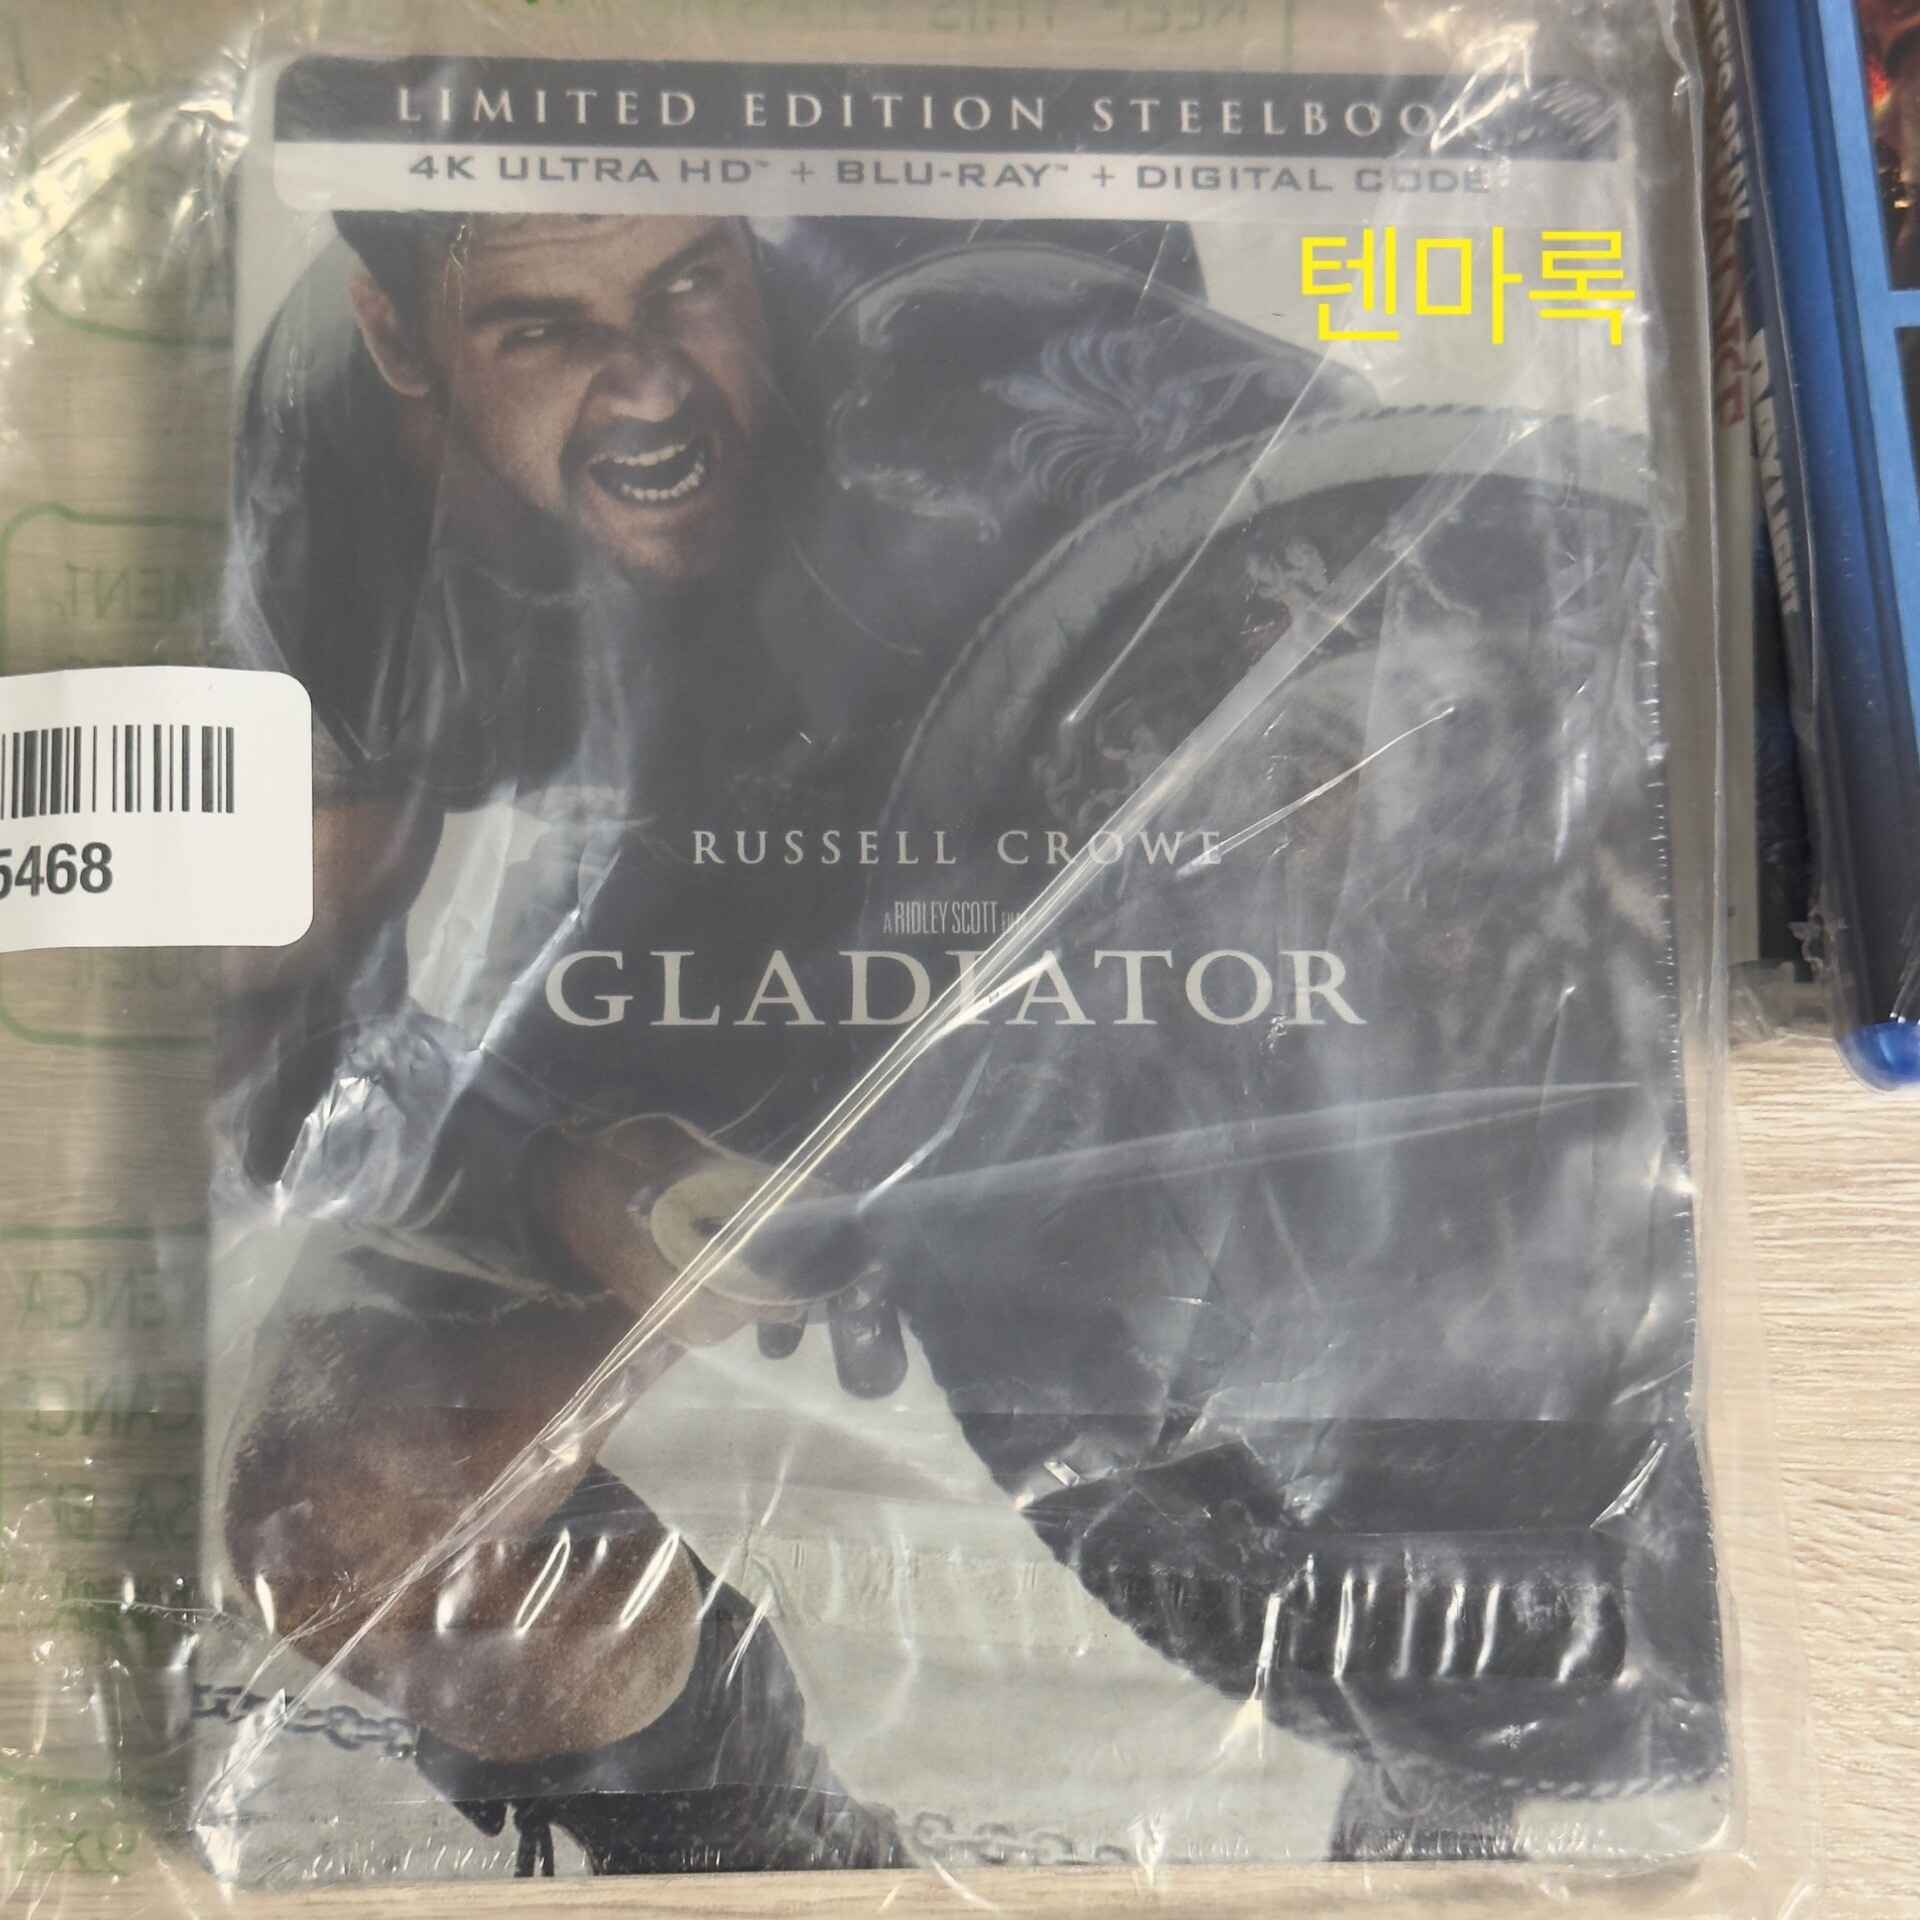 LIMITED EDITION STEELBOOK
4K ULTRA HD™ + BLU-RAY™ + DIGITAL CODE
텐마록
DAYLIGHT
5468
RUSSELL CROWE
A RIDLEY SCOTT FILM
GLADIATOR